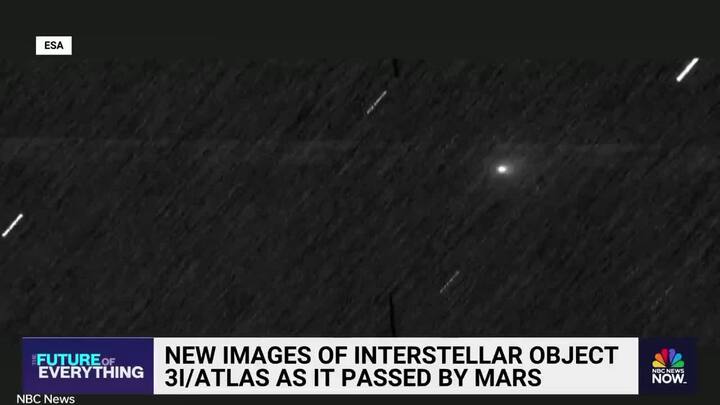 ESA
THE FUTURE OF
EVERYTHING
NEW IMAGES OF INTERSTELLAR OBJECT
3I/ATLAS AS IT PASSED BY MARS
NBC NEWS
NOW
NBC News